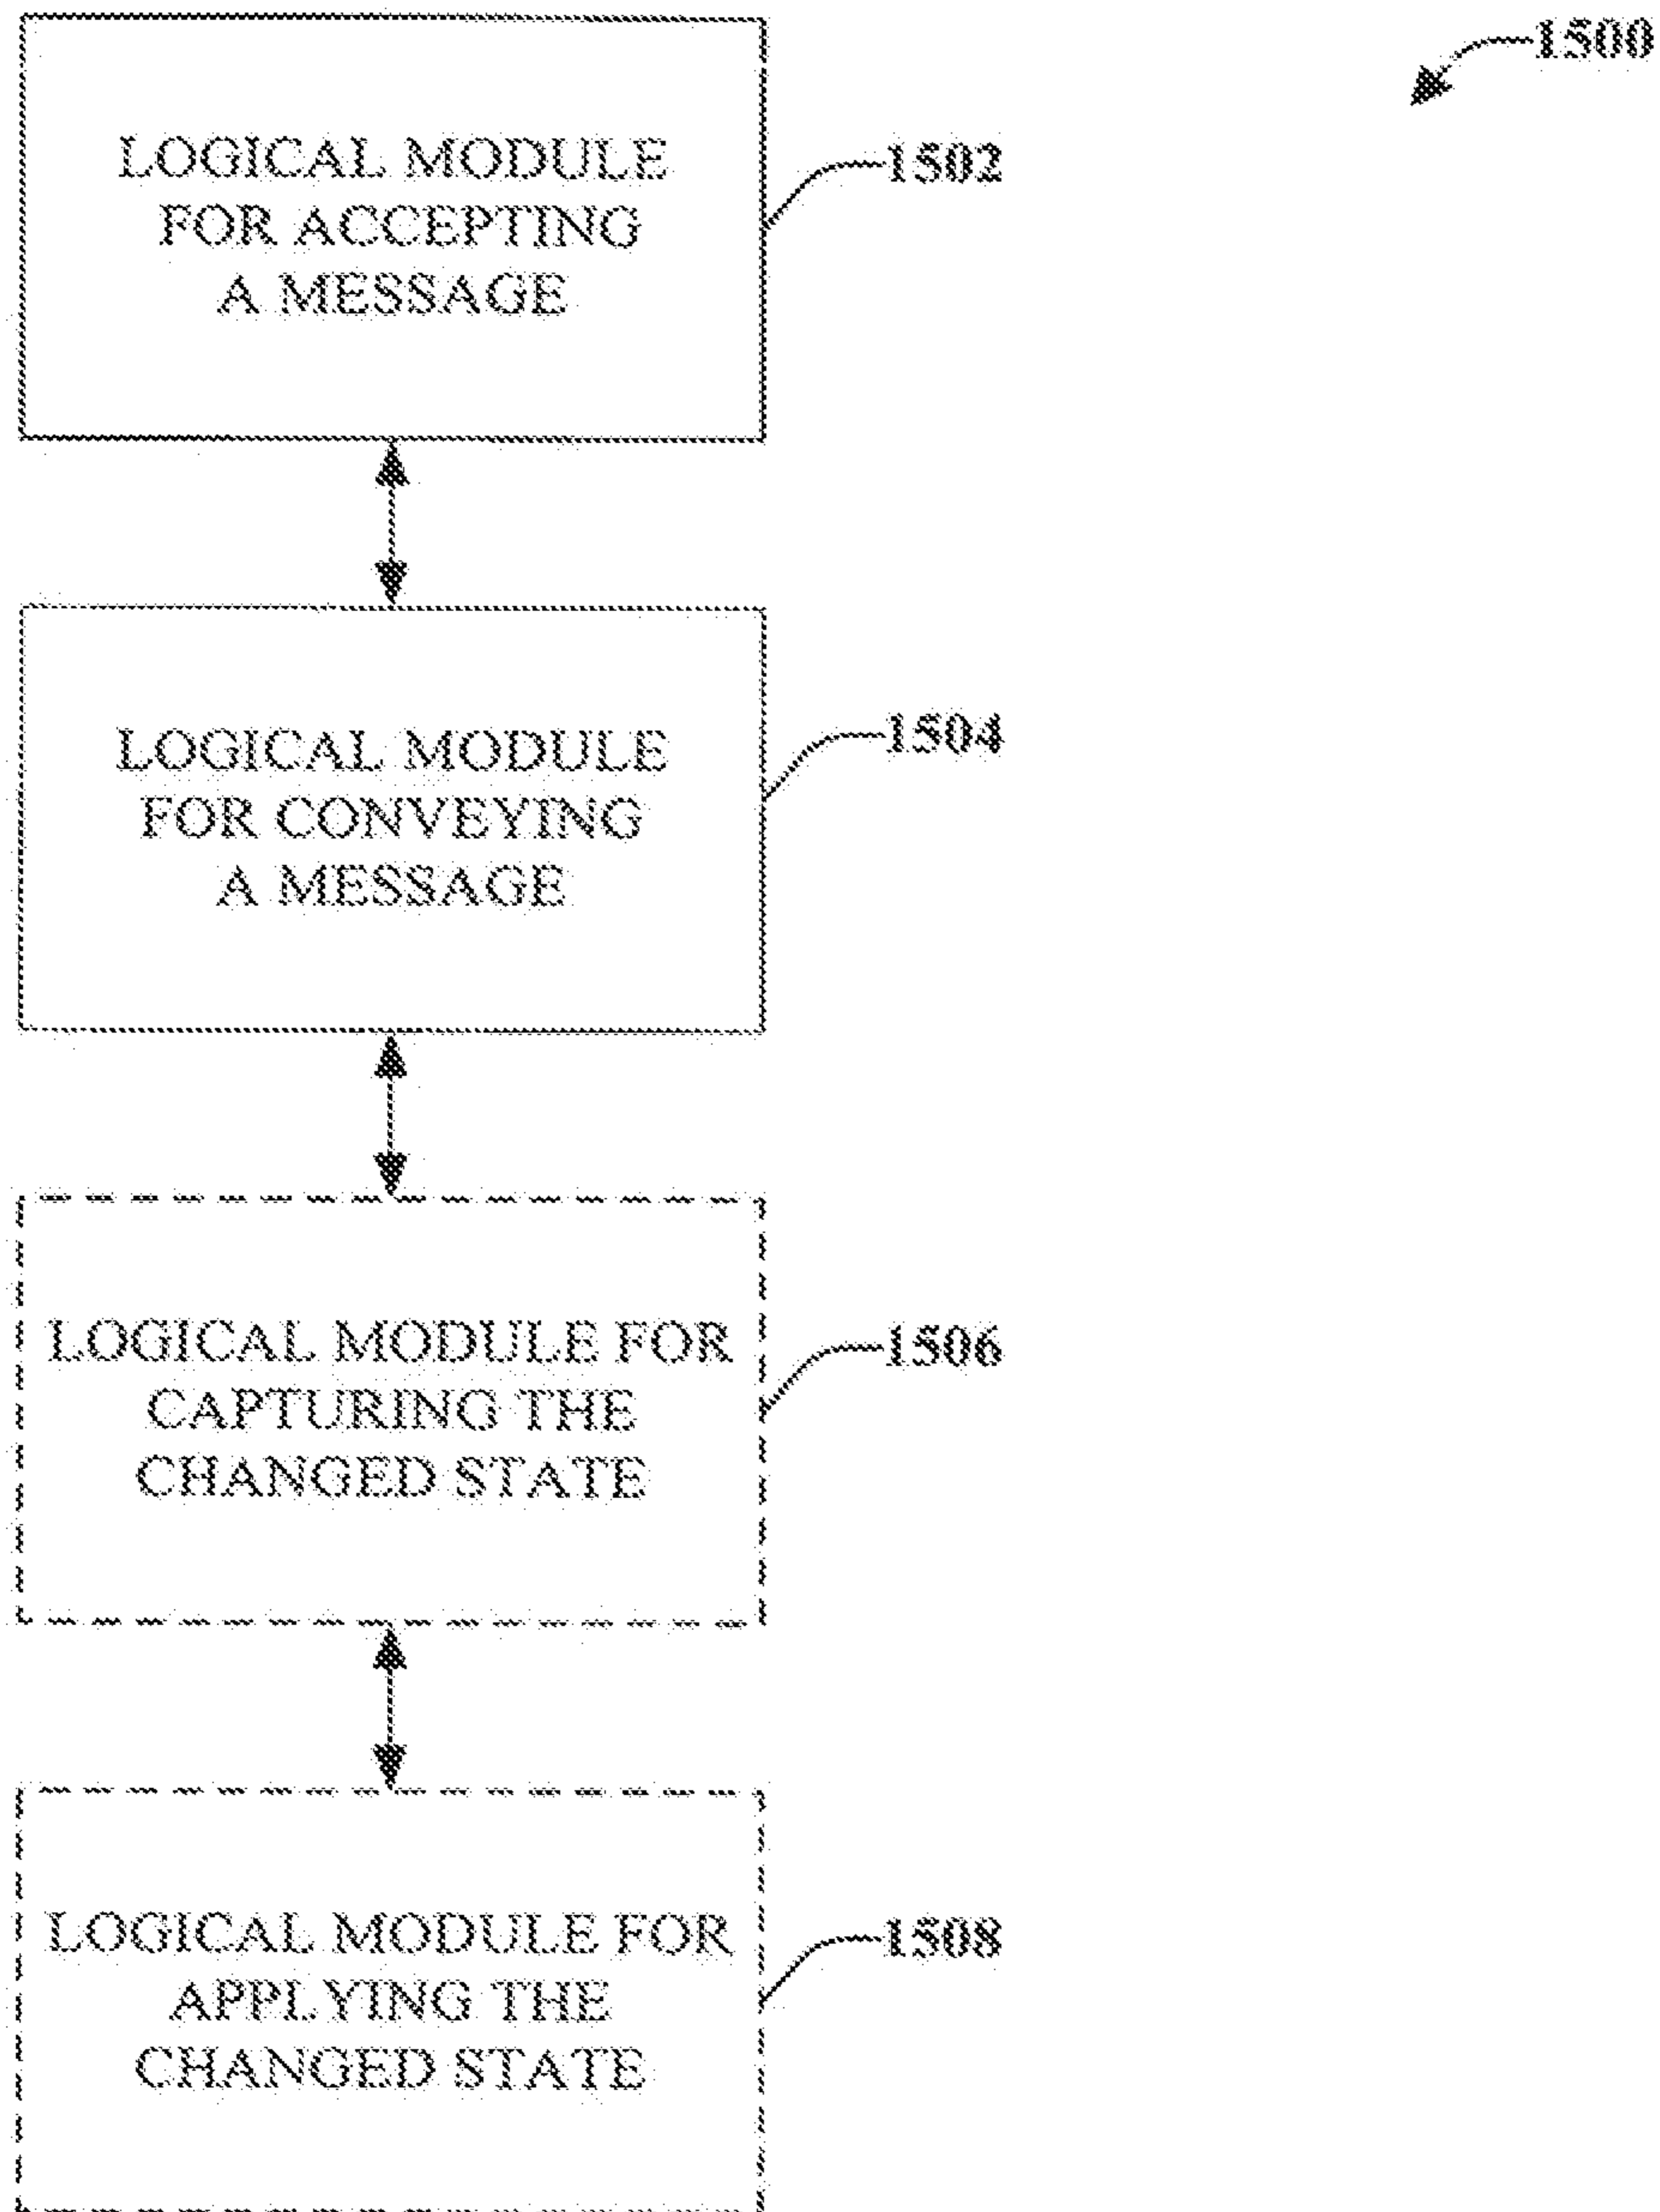 1500
LOGICAL MODULE
FOR ACCEPTING
A MESSAGE
1502
LOGICAL MODULE
FOR CONVEYING
A MESSAGE
1504
LOGICAL MODULE FOR
CAPTURING THE
CHANGED STATE
1506
LOGICAL MODULE FOR
APPLYING THE
CHANGED STATE
1508